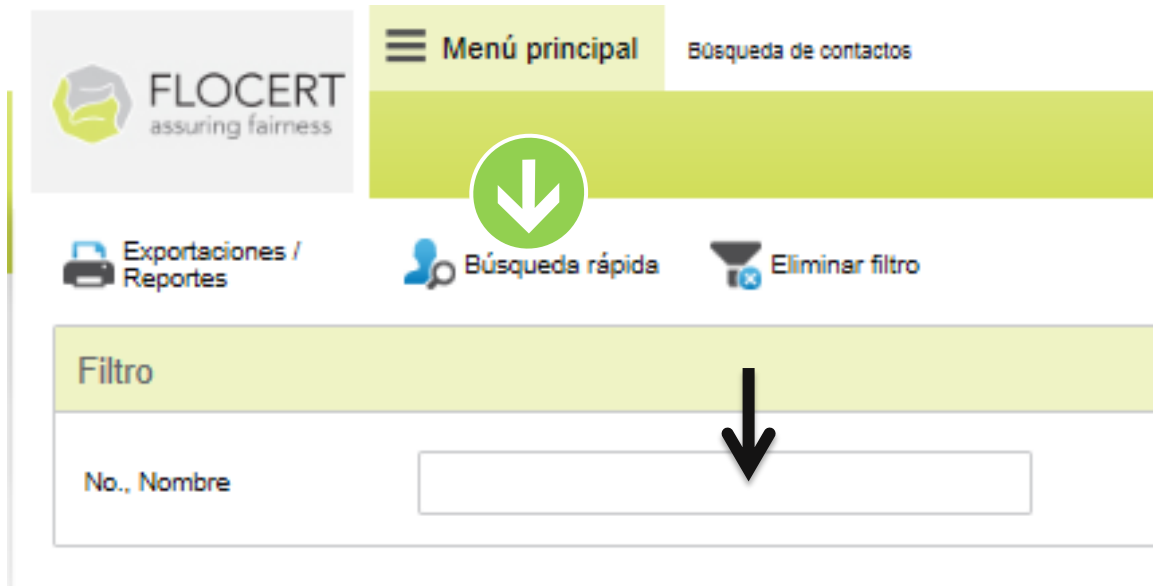 Menú principal
Búsqueda de contactos
FLOCERT
assuring fairness
Exportaciones /
Reportes
Búsqueda rápida
Eliminar filtro
Filtro
No., Nombre